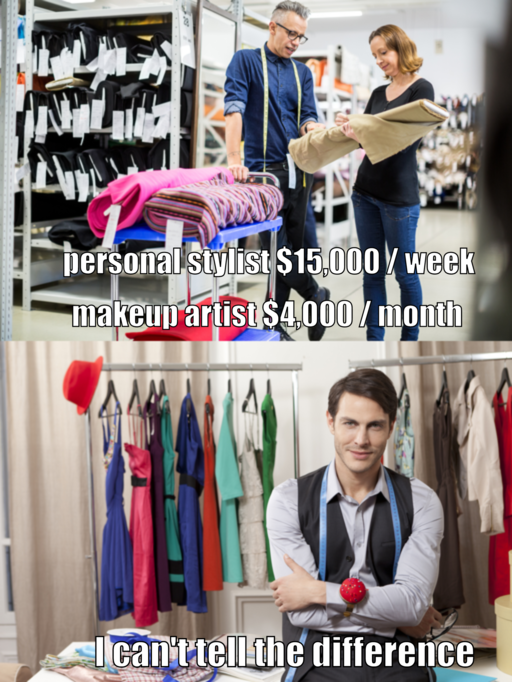 personal stylist $15,000 / week
makeup artist $4,000 / month
I can't tell the difference